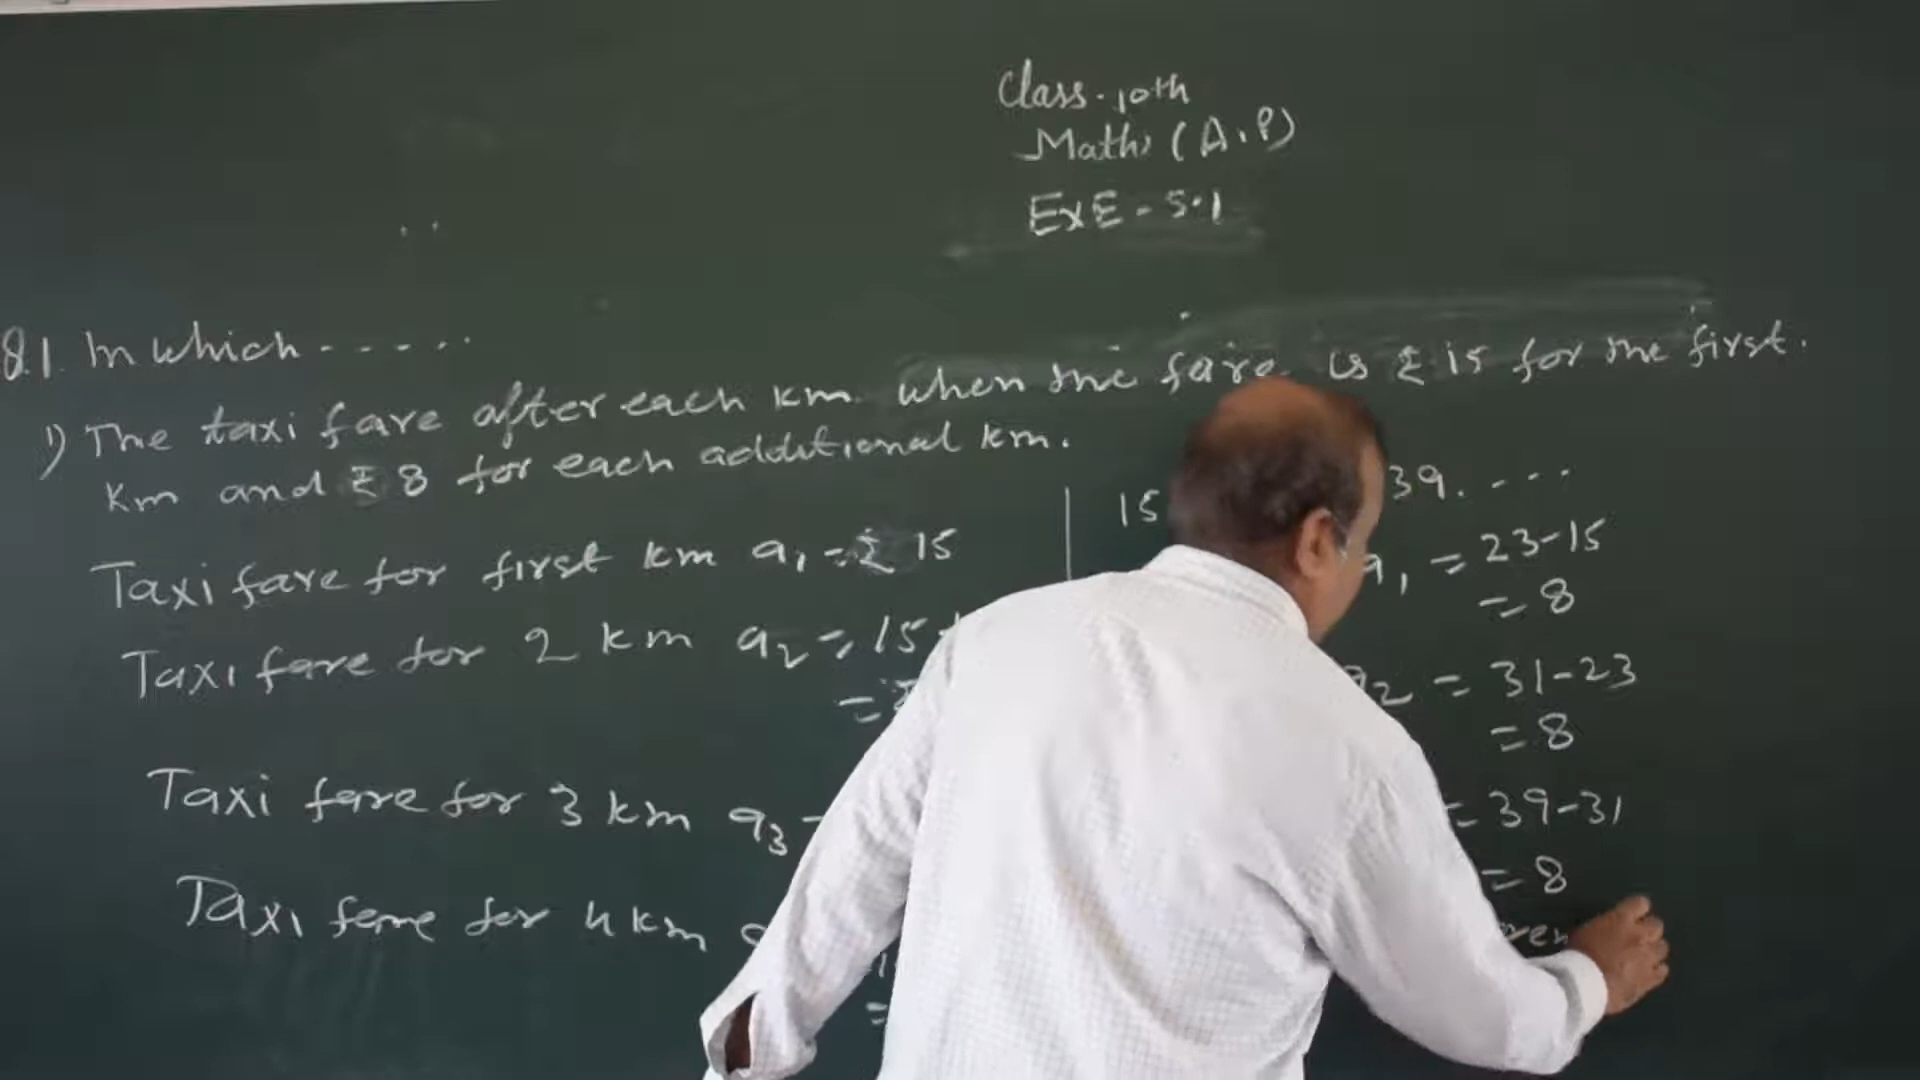 Class. 10th
Maths (A.P)
EXE - 5.1
Q.1. In which - - - - - .
1) The taxi fare after each km. when the fare is ₹ 15 for the first.
km and ₹ 8 for each additional km.
Taxi fare for first km a₁ = ₹ 15
Taxi fare for 2 km a₂ = 15
=
Taxi fare for 3 km a₃ -
Taxi fare for 4 km
=
15 39. - - - -
a₁ = 23-15
= 8
a₂ = 31-23
= 8
= 39-31
= 8